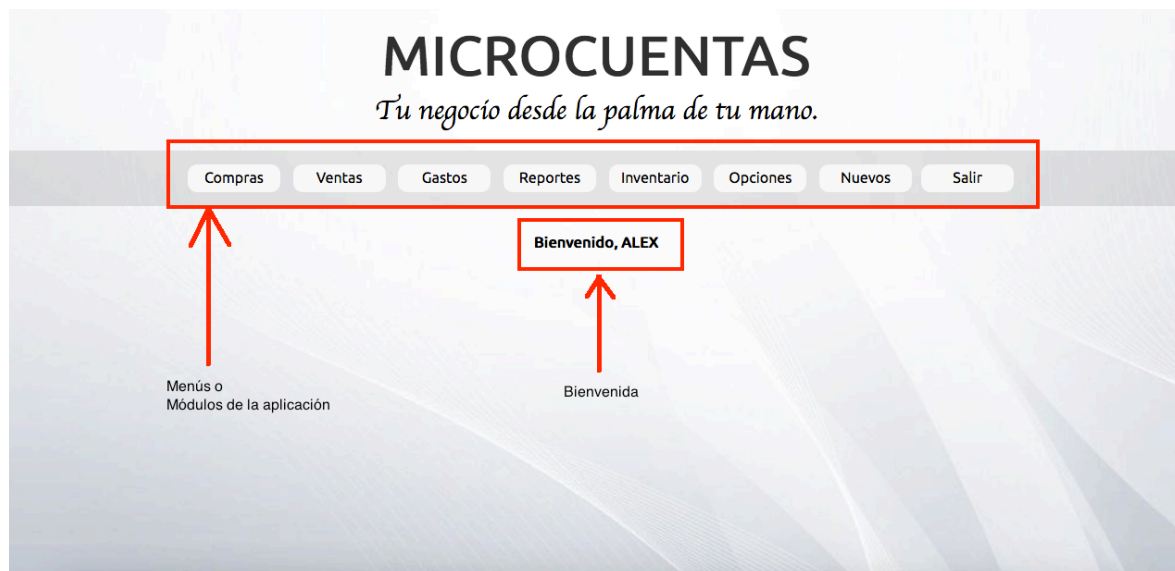 MICROCUENTAS
Tu negocio desde la palma de tu mano.
Compras Ventas Gastos Reportes Inventario Opciones Nuevos Salir
Bienvenido, ALEX
Menús o
Módulos de la aplicación
Bienvenida